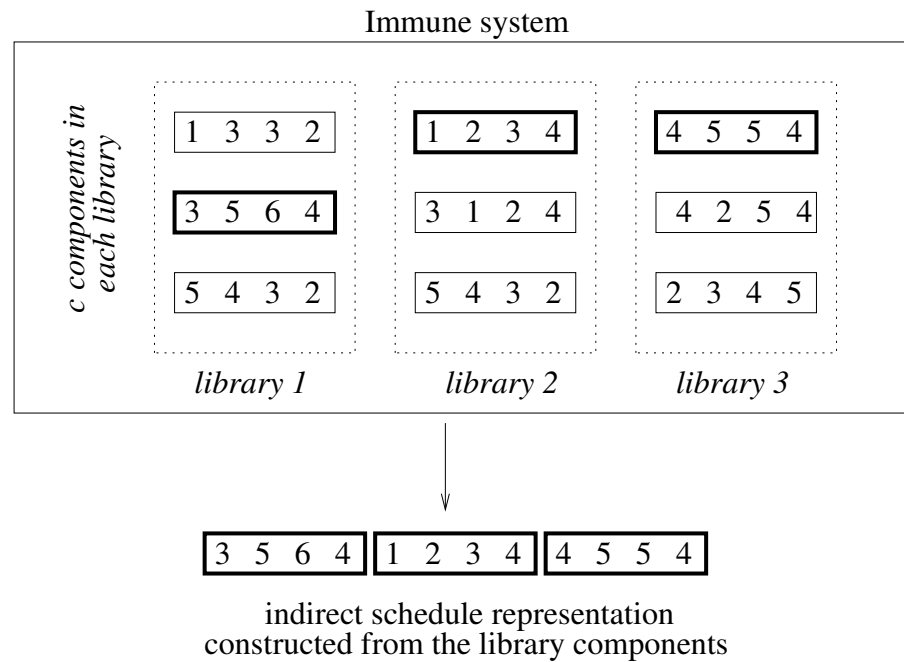 Immune system
c components in
each library
1 3 3 2
1 2 3 4
4 5 5 4
3 5 6 4
3 1 2 4
4 2 5 4
5 4 3 2
5 4 3 2
2 3 4 5
library 1
library 2
library 3
3 5 6 4 1 2 3 4 4 5 5 4
indirect schedule representation
constructed from the library components